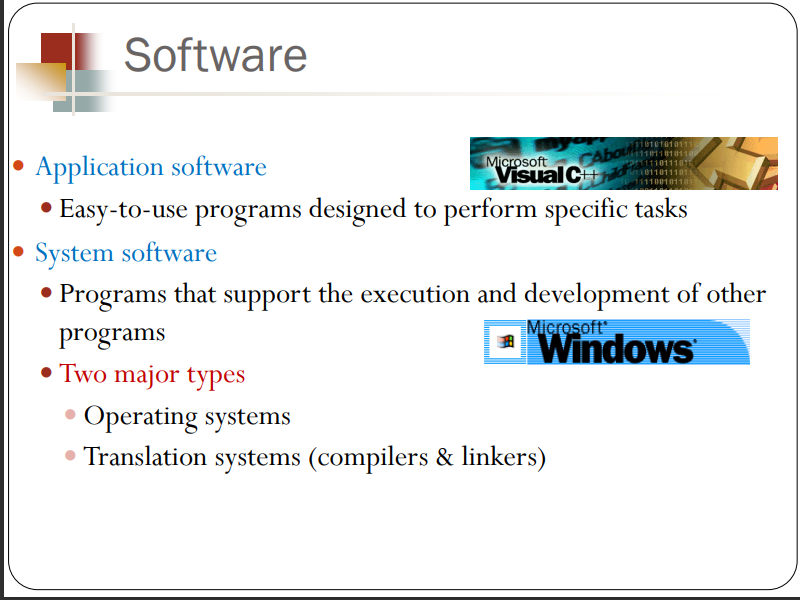 Software
Application software
Microsoft
Visual C++
Easy-to-use programs designed to perform specific tasks
System software
Programs that support the execution and development of other
programs
Microsoft®
Windows®
Two major types
Operating systems
Translation systems (compilers & linkers)